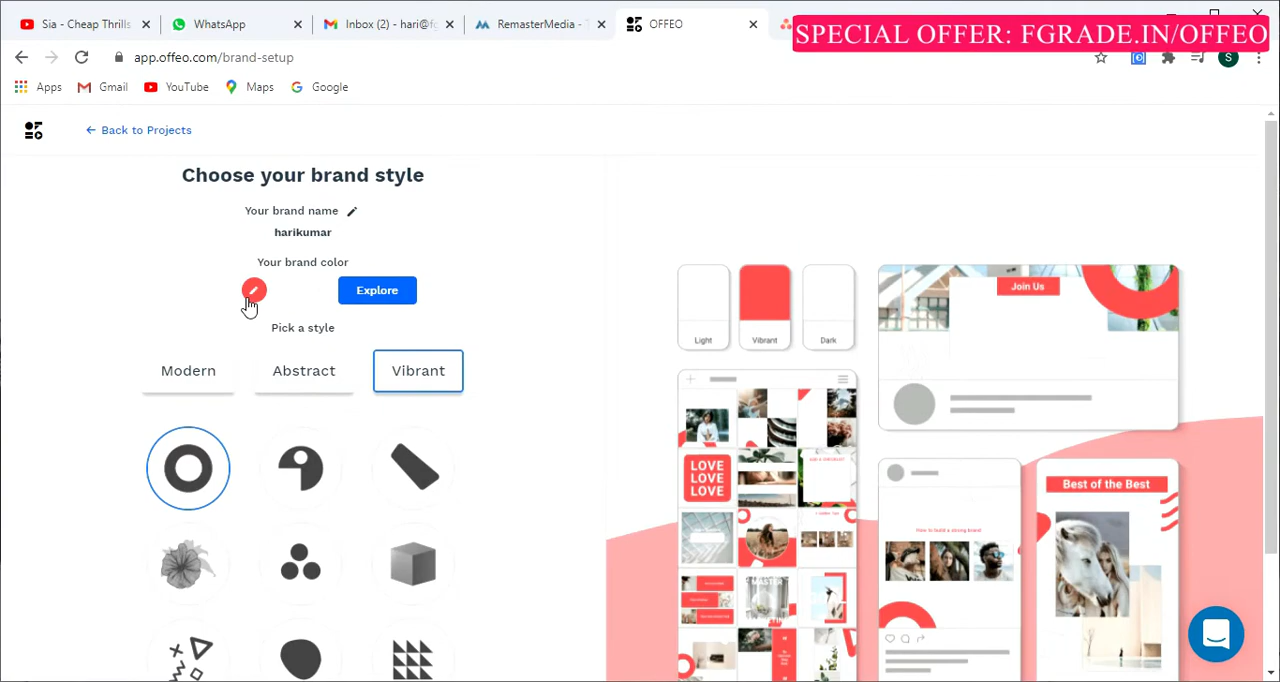 Sia - Cheap Thrills
WhatsApp
Inbox (2) - hari@fg
RemasterMedia -
OFFEO
SPECIAL OFFER: FGRADE.IN/OFFEO
app.offeo.com/brand-setup
S
Apps
Gmail
YouTube
Maps
Google
← Back to Projects
Choose your brand style
Your brand name
harikumar
Your brand color
Explore
Pick a style
Modern
Abstract
Vibrant
Light
Vibrant
Dark
Join Us
LOVE
LOVE
LOVE
How to build a strong brand
Best of the Best